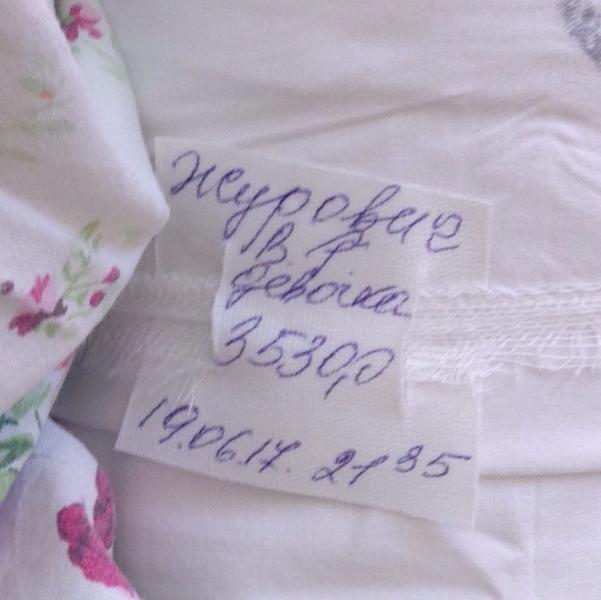 Журович
В. Р
девочка
3530,0
19.06.17. 21 35